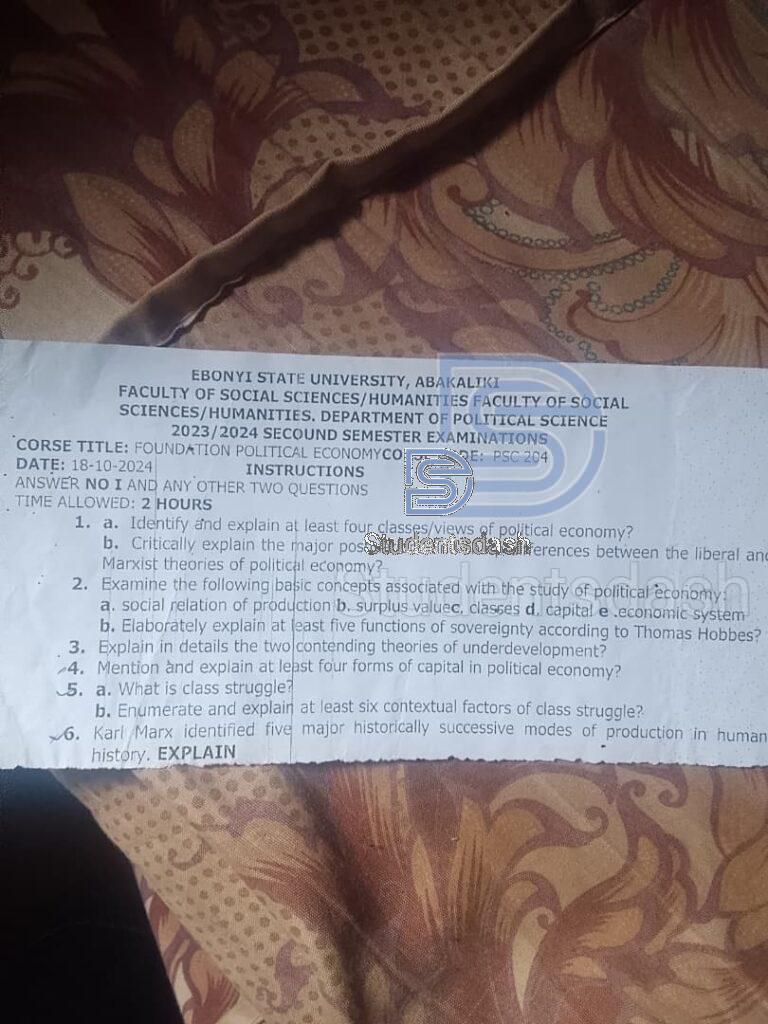 EBONYI STATE UNIVERSITY, ABAKALIKI
FACULTY OF SOCIAL SCIENCES/HUMANITIES FACULTY OF SOCIAL
SCIENCES/HUMANITIES. DEPARTMENT OF POLITICAL SCIENCE
2023/2024 SECOUND SEMESTER EXAMINATIONS
CORSE TITLE: FOUNDATION POLITICAL ECONOMY PSC 204
DATE: 18-10-2024 INSTRUCTIONS
ANSWER NO I AND ANY OTHER TWO QUESTIONS
TIME ALLOWED: 2 HOURS
1. a. Identify and explain at least four classes/views of political economy?
b. Critically explain the major between the liberal and
Studentsdash
Marxist theories of political economy?
Studentsdash
2. Examine the following basic concepts associated with the study of political economy:
a. social relation of production b. surplus valuec. classes d. capital e .economic system
b. Elaborately explain at least five functions of sovereignty according to Thomas Hobbes?
3. Explain in details the two contending theories of underdevelopment?
4. Mention and explain at least four forms of capital in political economy?
5. a. What is class struggle?
b. Enumerate and explain at least six contextual factors of class struggle?
6. Karl Marx identified five major historically successive modes of production in human
history. EXPLAIN